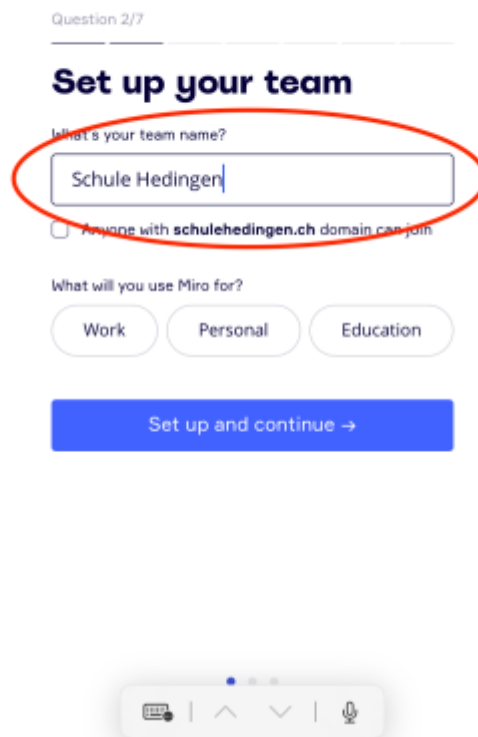 Question 2/7
Set up your team
What's your team name?
Schule Hedingen
Anyone with schulehedingen.ch domain can join
What will you use Miro for?
Work Personal Education
Set up and continue →